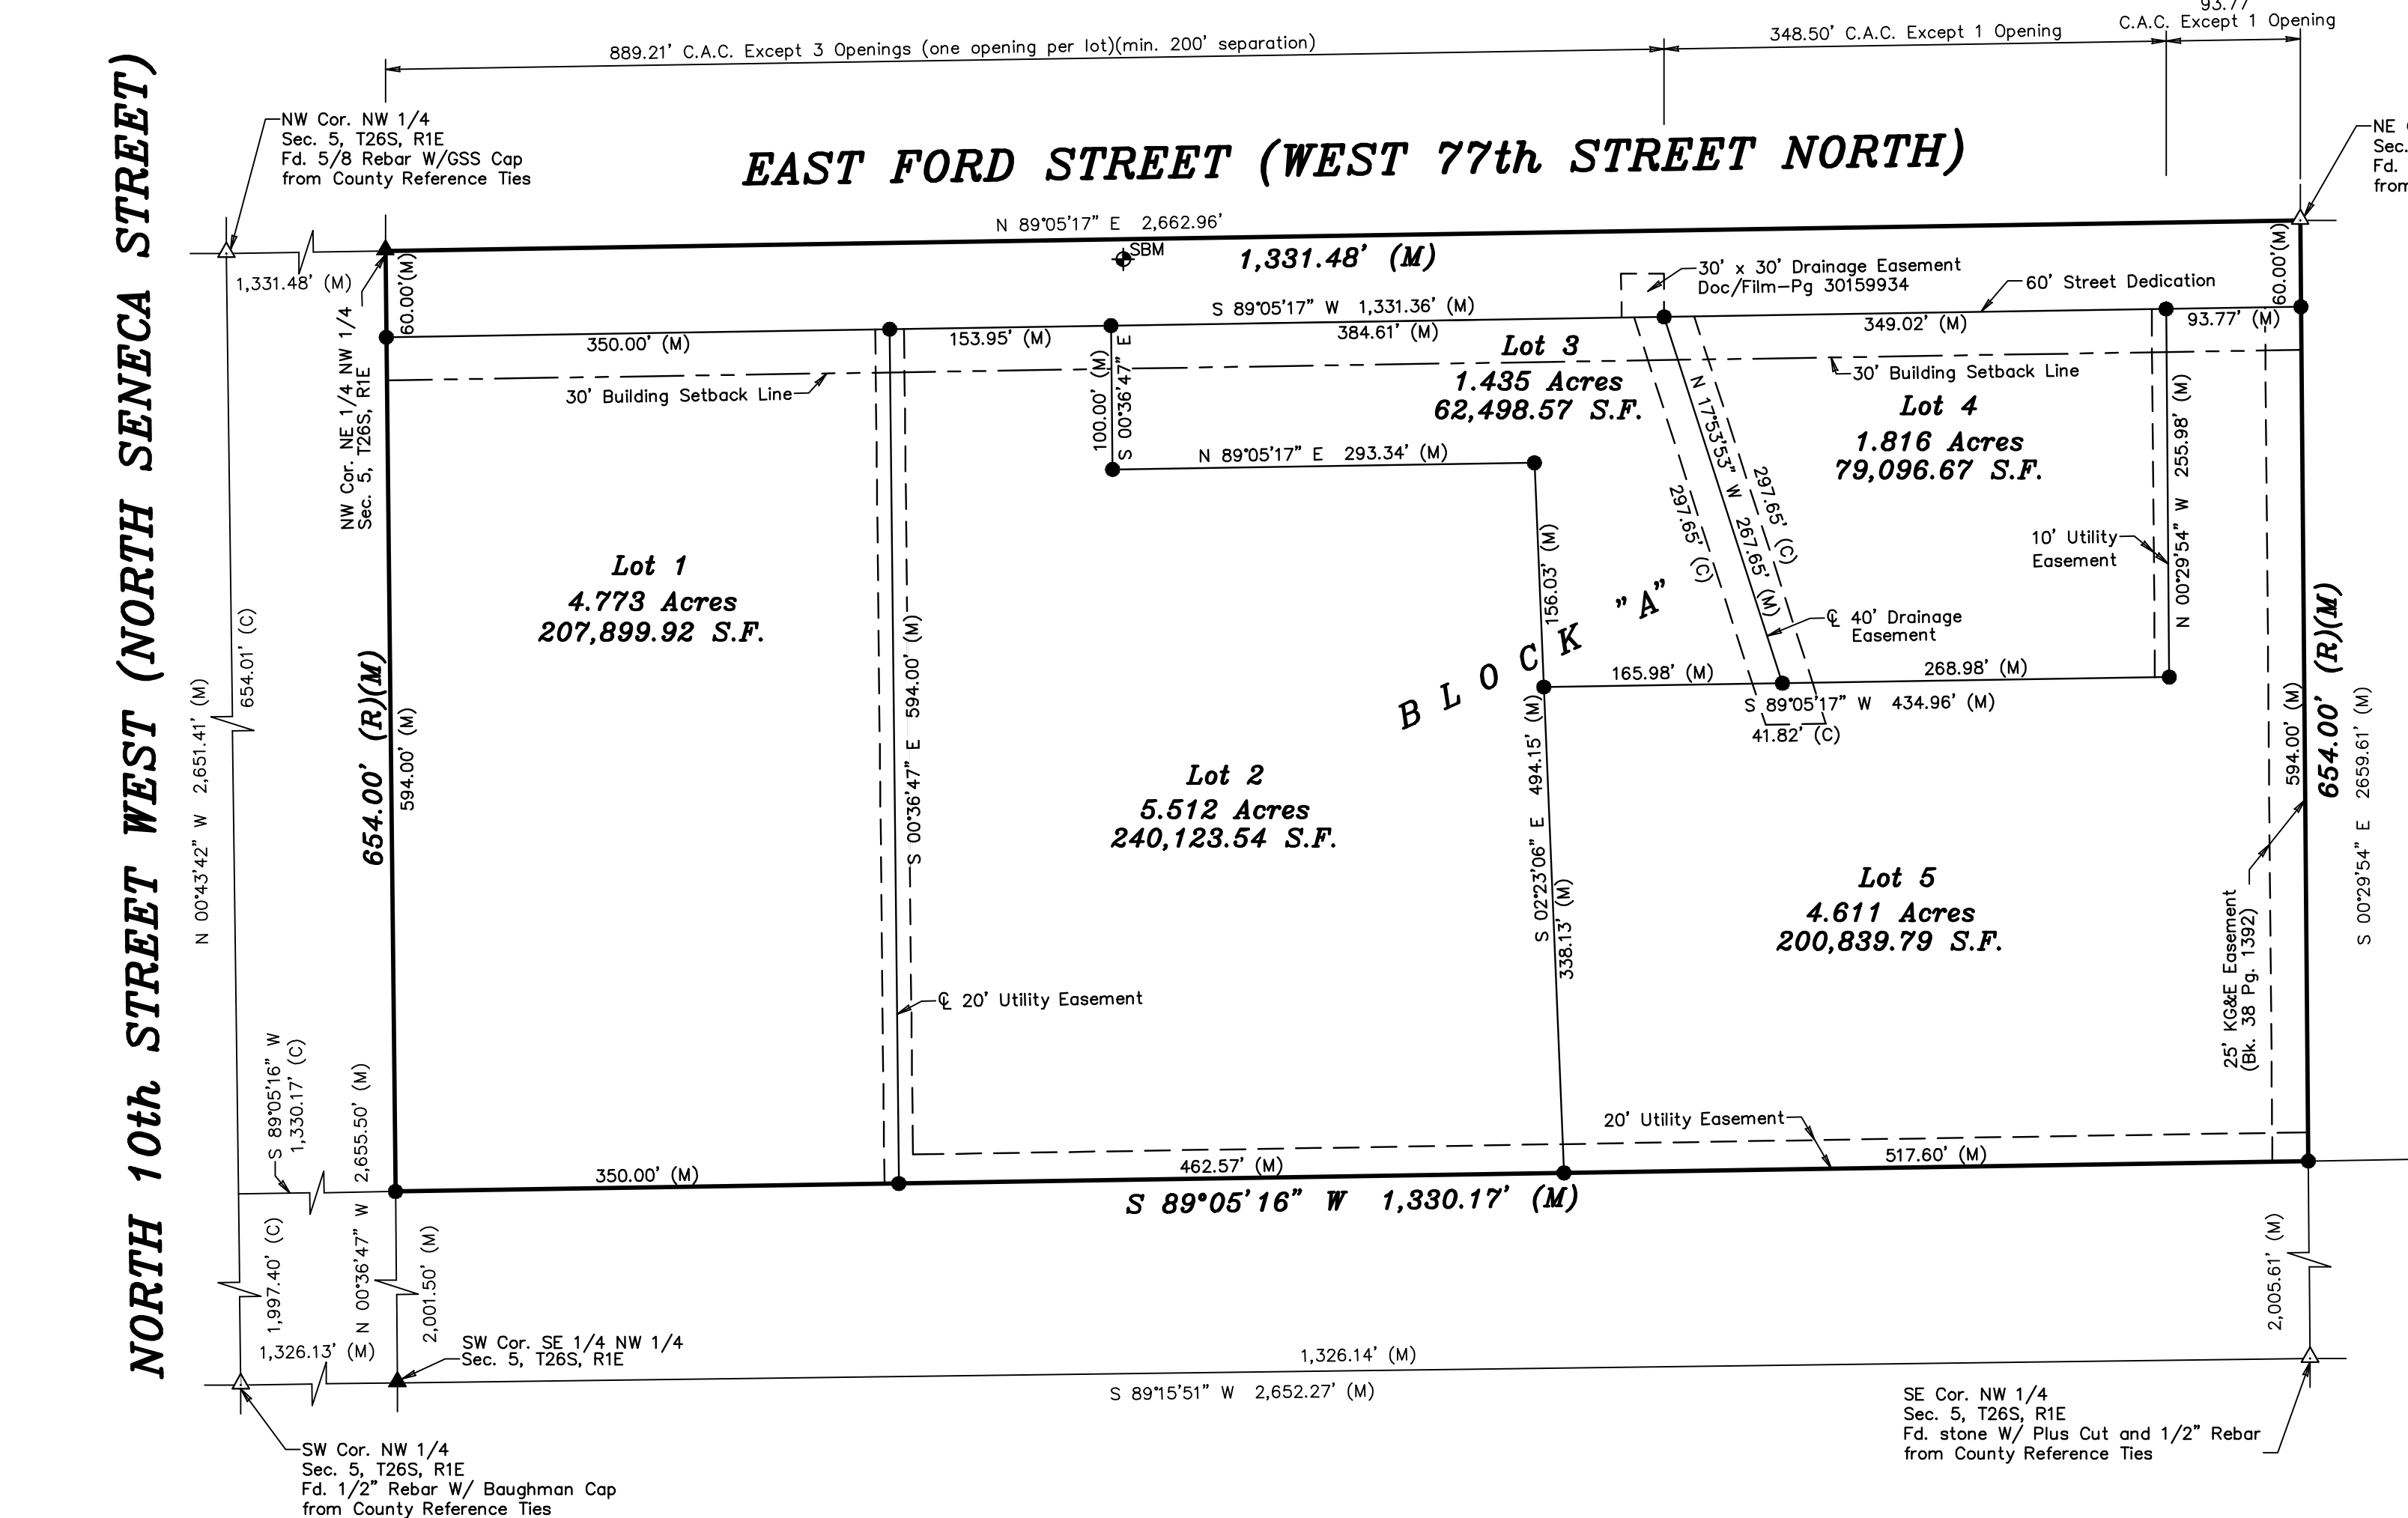 93.77
889.21' C.A.C. Except 3 Openings (one opening per lot)(min. 200' separation)
348.50' C.A.C. Except 1 Opening
C.A.C. Except 1 Opening
NORTH 10th STREET WEST (NORTH SENECA STREET)
NW Cor. NW 1/4
Sec. 5, T26S, R1E
Fd. 5/8 Rebar W/GSS Cap
from County Reference Ties
EAST FORD STREET (WEST 77th STREET NORTH)
NE
Sec.
Fd.
from
N 89°05'17" E 2,662.96'
SBM
1,331.48' (M)
1,331.48' (M)
60.00'(M)
60.00'(M)
30' x 30' Drainage Easement
Doc/Film-Pg 30159934
60' Street Dedication
S 89°05'17" W 1,331.36' (M)
350.00' (M)
153.95' (M)
384.61' (M)
349.02' (M)
93.77' (M)
NW Cor. NE 1/4 NW 1/4
Sec. 5, T26S, R1E
30' Building Setback Line
30' Building Setback Line
100.00' (M)
S 00°36'47" E
N 89°05'17" E 293.34' (M)
Lot 3
1.435 Acres
62,498.57 S.F.
Lot 4
1.816 Acres
79,096.67 S.F.
N 17°53'53" W 267.65' (M)
297.65' (C)
297.65' (C)
N 00°29'54" W 255.98' (M)
10' Utility
Easement
Lot 1
4.773 Acres
207,899.92 S.F.
156.03' (M)
BLOCK "A"
℄ 40' Drainage
Easement
165.98' (M)
268.98' (M)
S 89°05'17" W 434.96' (M)
41.82' (C)
654.01' (C)
N 00°43'42" W 2,651.41' (M)
654.00' (R)(M)
594.00' (M)
S 00°36'47" E 594.00' (M)
Lot 2
5.512 Acres
240,123.54 S.F.
S 02°23'06" E 494.15' (M)
338.13' (M)
Lot 5
4.611 Acres
200,839.79 S.F.
594.00' (M)
654.00' (R)(M)
S 00°29'54" E 2659.61' (M)
25' KG&E Easement
(Bk. 38 Pg. 1392)
℄ 20' Utility Easement
20' Utility Easement
S 89°05'16" W
1,330.17' (C)
350.00' (M)
462.57' (M)
517.60' (M)
S 89°05'16" W 1,330.17' (M)
1,997.40' (C)
N 00°36'47" W 2,655.50' (M)
2,001.50' (M)
2,005.61' (M)
1,326.13' (M)
SW Cor. SE 1/4 NW 1/4
Sec. 5, T26S, R1E
1,326.14' (M)
S 89°15'51" W 2,652.27' (M)
SE Cor. NW 1/4
Sec. 5, T26S, R1E
Fd. stone W/ Plus Cut and 1/2" Rebar
from County Reference Ties
SW Cor. NW 1/4
Sec. 5, T26S, R1E
Fd. 1/2" Rebar W/ Baughman Cap
from County Reference Ties